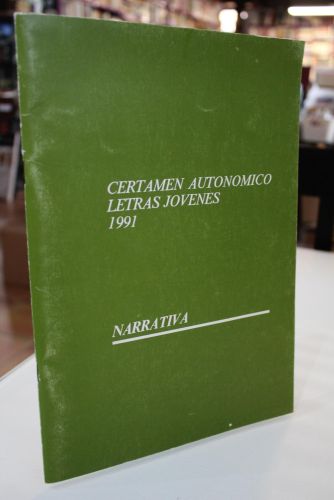 CERTAMEN AUTONOMICO
LETRAS JOVENES
1991
NARRATIVA